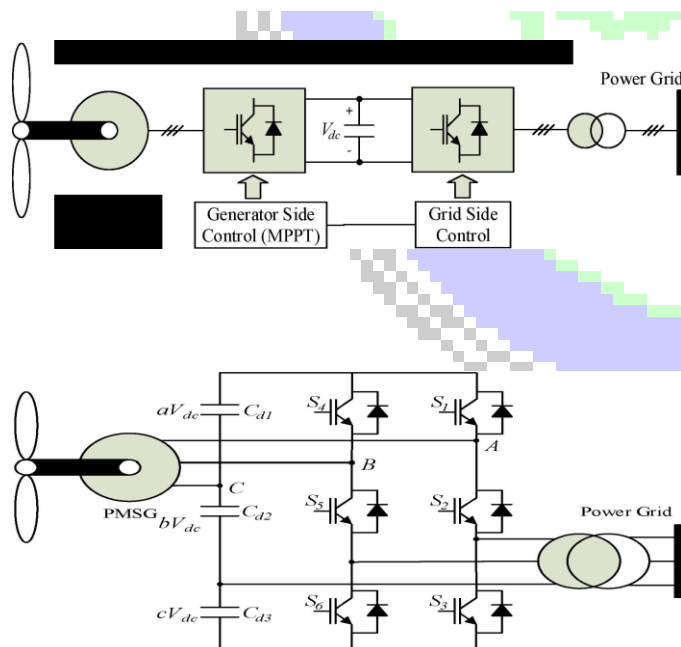 Power Grid
+
V_dc
-
Generator Side
Control (MPPT)
Grid Side
Control
aV_dc
C_d1
S_4
S_1
A
B
C
PMSG
bV_dc
C_d2
S_5
S_2
Power Grid
cV_dc
C_d3
S_6
S_3